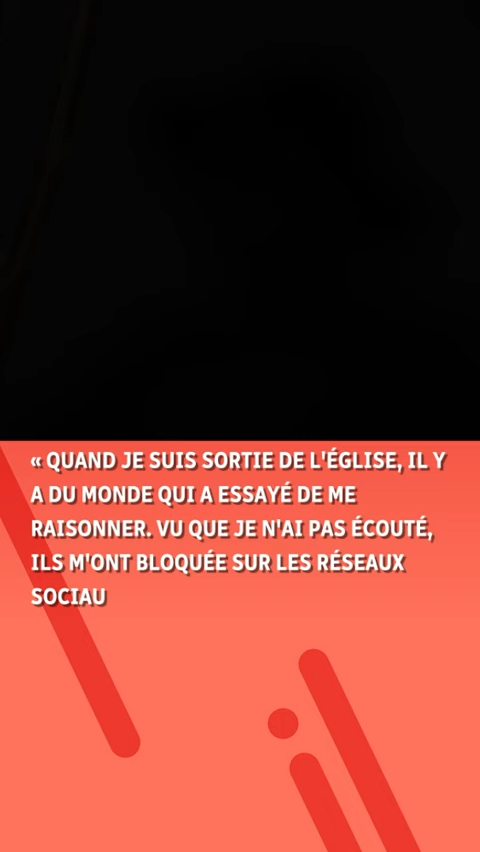 « QUAND JE SUIS SORTIE DE L'ÉGLISE, IL Y
A DU MONDE QUI A ESSAYÉ DE ME
RAISONNER. VU QUE JE N'AI PAS ÉCOUTÉ,
ILS M'ONT BLOQUÉE SUR LES RÉSEAUX
SOCIAU